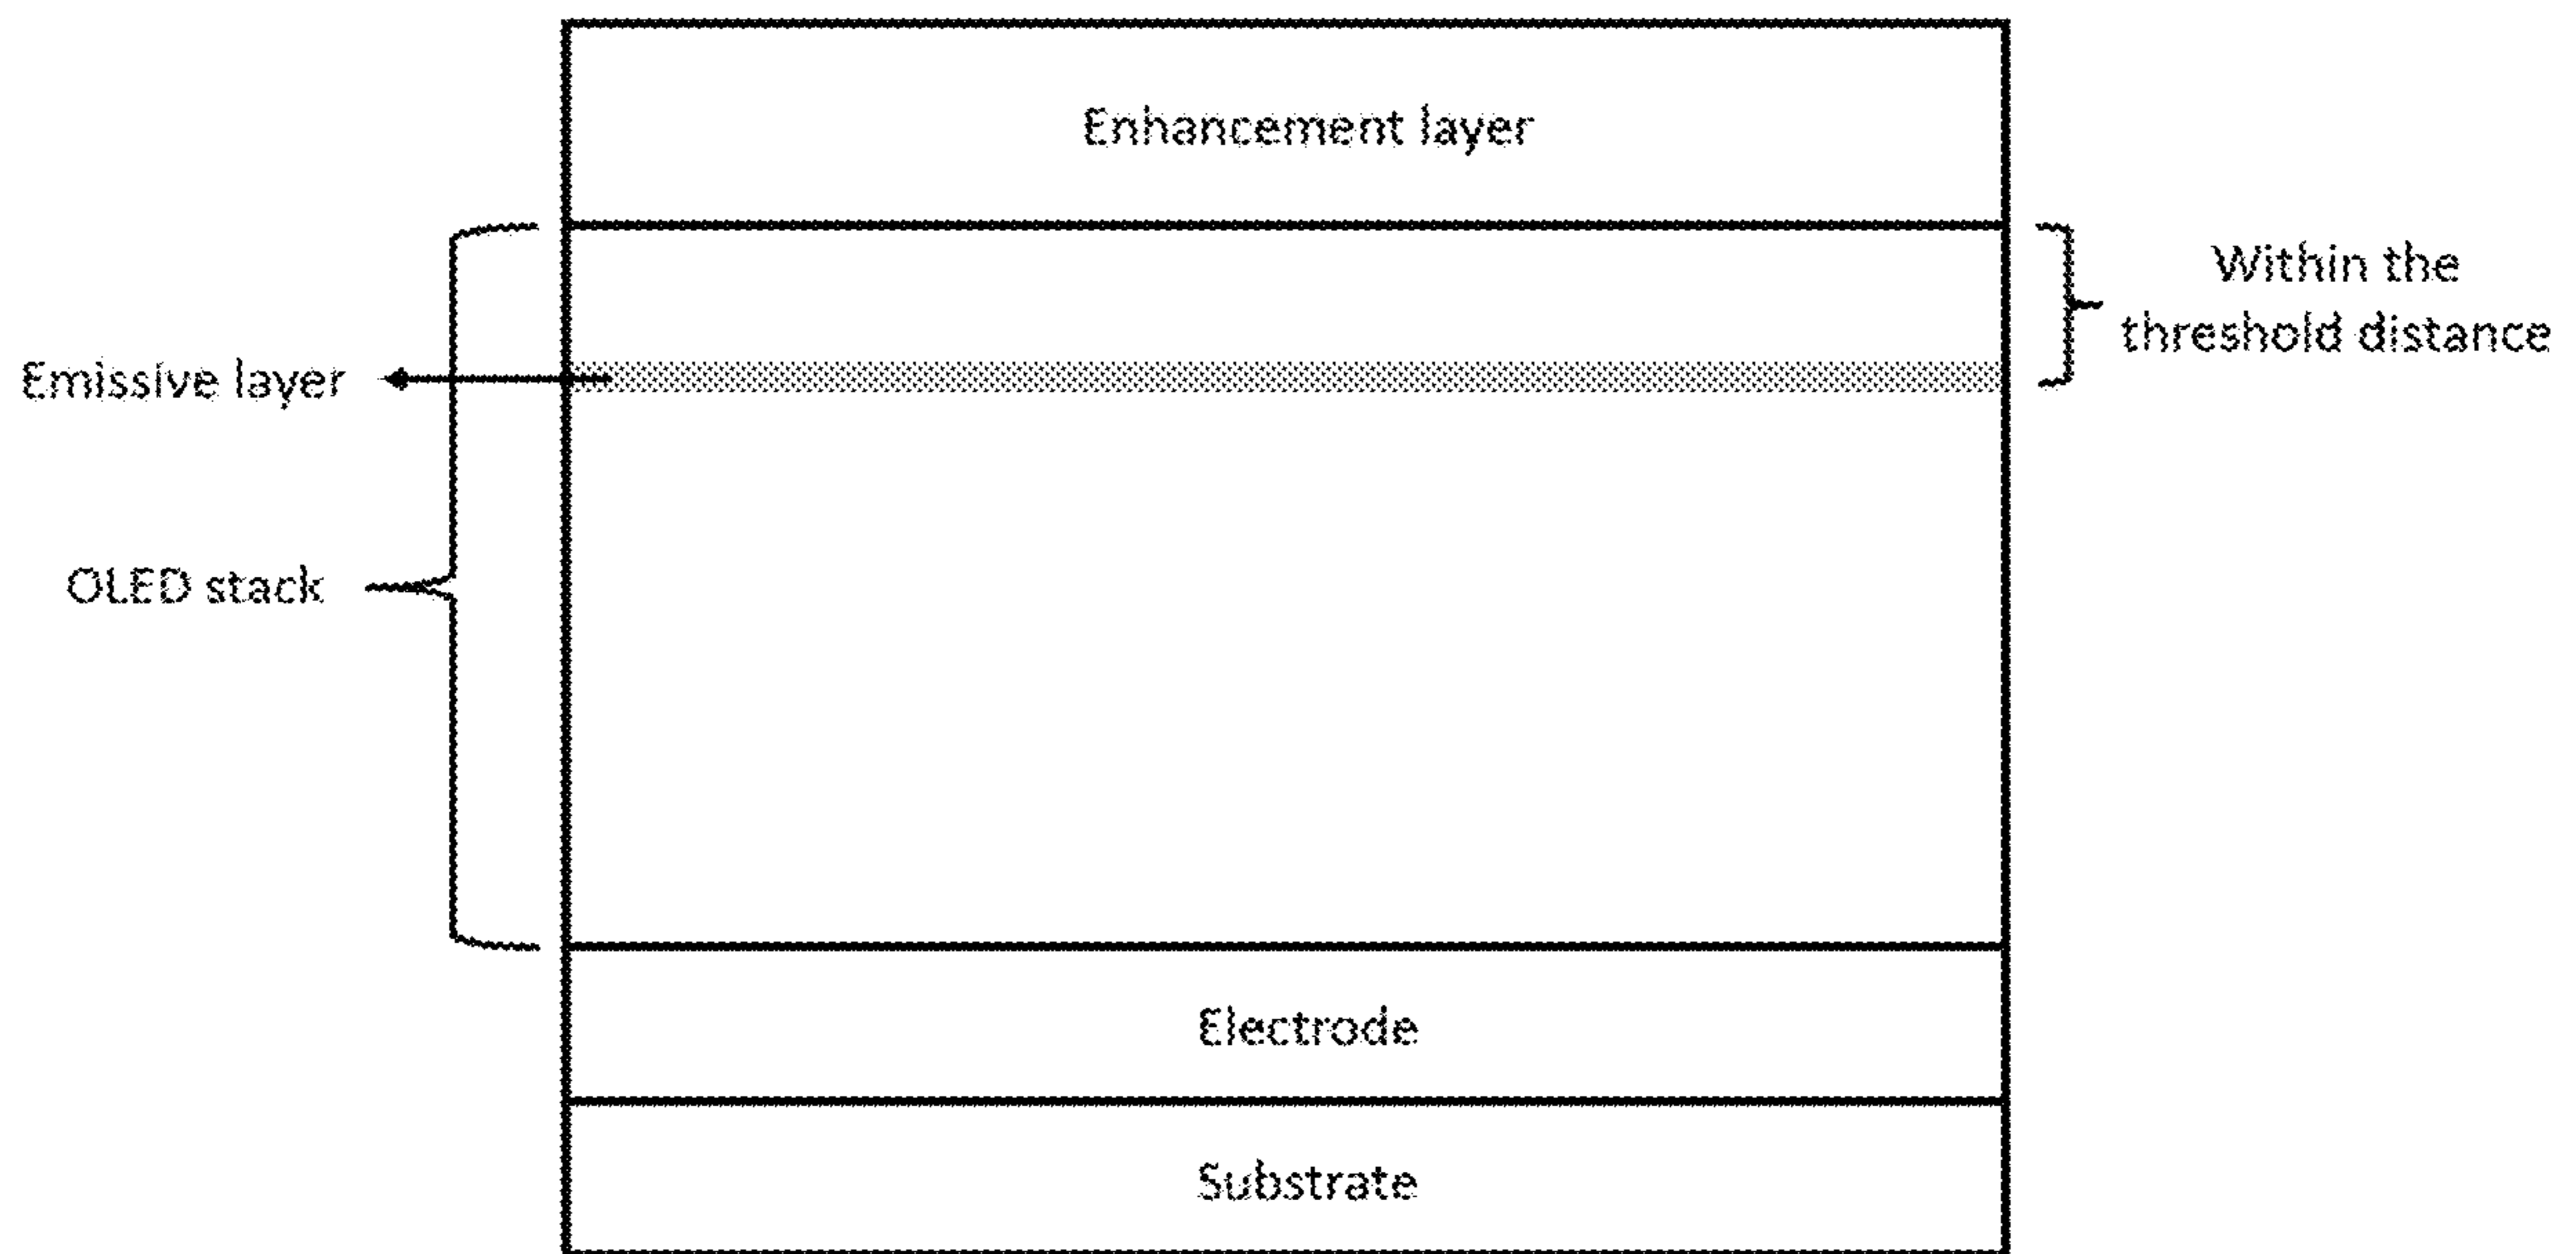 Enhancement layer
Within the
threshold distance
Emissive layer
OLED stack
Electrode
Substrate